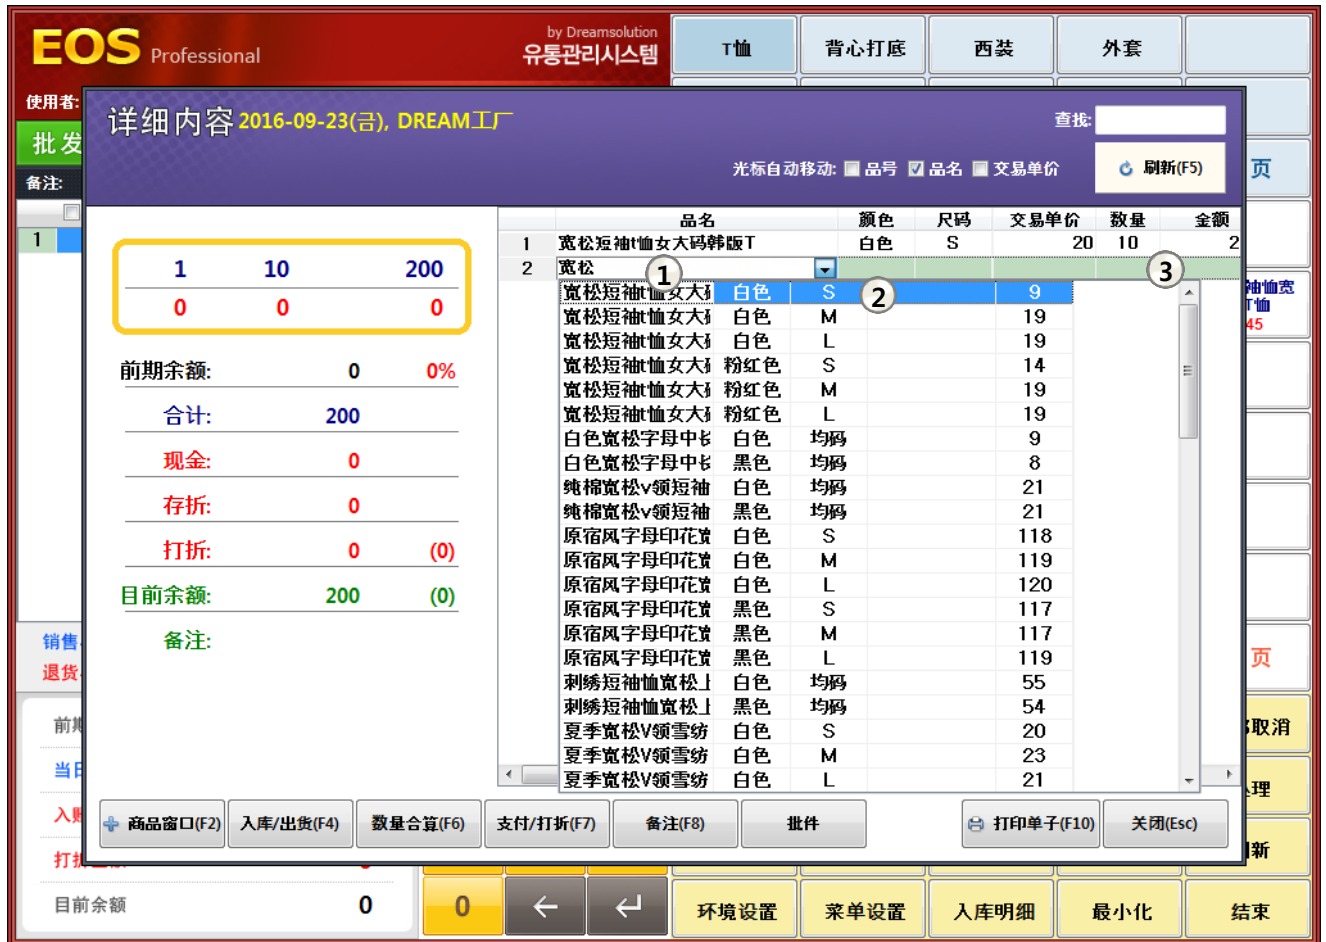 EOS Professional
by Dreamsolution
유통관리시스템
T恤 背心打底 西装 外套
使用者:
批发
备注:
1
详细内容 2016-09-23(금), DREAM工厂
查找:
光标自动移动: 品号 品名 交易单价
刷新(F5)
页
品名 颜色 尺码 交易单价 数量 金额
1 宽松短袖t恤女大码韩版T 白色 S 20 10 2
2 宽松
1
2
3
宽松短袖t恤女大码 白色 S 9
宽松短袖t恤女大码 白色 M 19
宽松短袖t恤女大码 白色 L 19
宽松短袖t恤女大码 粉红色 S 14
宽松短袖t恤女大码 粉红色 M 19
宽松短袖t恤女大码 粉红色 L 19
白色宽松字母中长 白色 均码 9
白色宽松字母中长 黑色 均码 8
纯棉宽松v领短袖 白色 均码 21
纯棉宽松v领短袖 黑色 均码 21
原宿风字母印花宽 白色 S 118
原宿风字母印花宽 白色 M 119
原宿风字母印花宽 白色 L 120
原宿风字母印花宽 黑色 S 117
原宿风字母印花宽 黑色 M 117
原宿风字母印花宽 黑色 L 119
刺绣短袖恤宽松上 白色 均码 55
刺绣短袖恤宽松上 黑色 均码 54
夏季宽松V领雪纺 白色 S 20
夏季宽松V领雪纺 白色 M 23
夏季宽松V领雪纺 白色 L 21
1 10 200
0 0 0
前期余额: 0 0%
合计: 200
现金: 0
存折: 0
打折: 0 (0)
目前余额: 200 (0)
备注:
袖恤宽
T恤
45
页
销售
退货
前期
当日
入账
打折
目前余额 0
取消
理
新
商品窗口(F2) 入库/出货(F4) 数量合算(F6) 支付/打折(F7) 备注(F8) 批件 打印单子(F10) 关闭(Esc)
0 ← ↵
环境设置 菜单设置 入库明细 最小化 结束